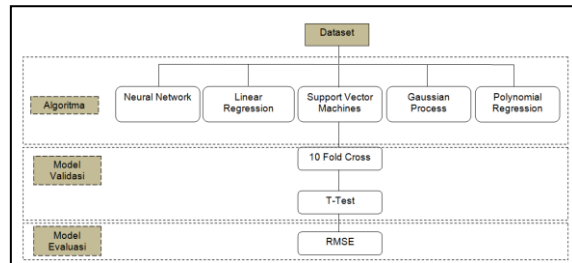 Dataset
Algoritma
Neural Network
Linear
Regression
Support Vector
Machines
Gaussian
Process
Polynomial
Regression
Model
Validasi
10 Fold Cross
T-Test
Model
Evaluasi
RMSE